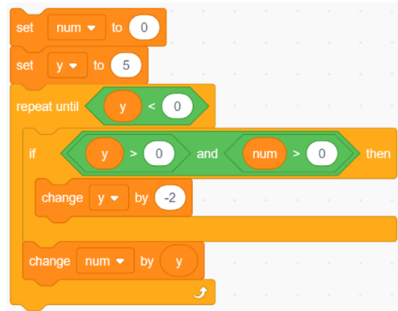 set num to 0
set y to 5
repeat until y < 0
if y > 0 and num > 0 then
change y by -2
change num by y